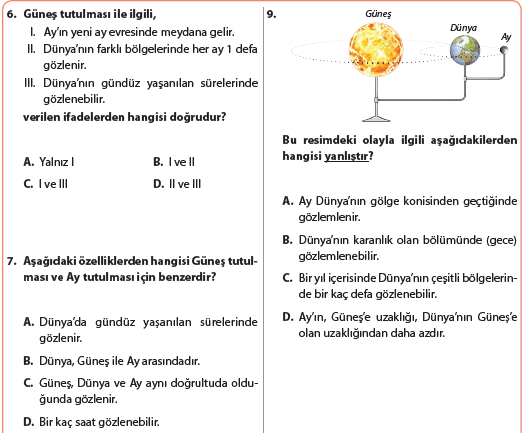 6. Güneş tutulması ile ilgili,
I. Ay'ın yeni ay evresinde meydana gelir.
II. Dünya'nın farklı bölgelerinde her ay 1 defa
gözlenir.
III. Dünya'nın gündüz yaşanılan sürelerinde
gözlenebilir.
verilen ifadelerden hangisi doğrudur?
A. Yalnız I
B. I ve II
C. I ve III
D. II ve III
7. Aşağıdaki özelliklerden hangisi Güneş tutul-
ması ve Ay tutulması için benzerdir?
A. Dünya'da gündüz yaşanılan sürelerinde
gözlenir.
B. Dünya, Güneş ile Ay arasındadır.
C. Güneş, Dünya ve Ay aynı doğrultuda oldu-
ğunda gözlenir.
D. Bir kaç saat gözlenebilir.
9.
Güneş
Dünya
Ay
Bu resimdeki olayla ilgili aşağıdakilerden
hangisi yanlıştır?
A. Ay Dünya'nın gölge konisinden geçtiğinde
gözlemlenir.
B. Dünya'nın karanlık olan bölümünde (gece)
gözlemlenebilir.
C. Bir yıl içerisinde Dünya'nın çeşitli bölgelerin-
de bir kaç defa gözlenebilir.
D. Ay'ın, Güneş'e uzaklığı, Dünya'nın Güneş'e
olan uzaklığından daha azdır.